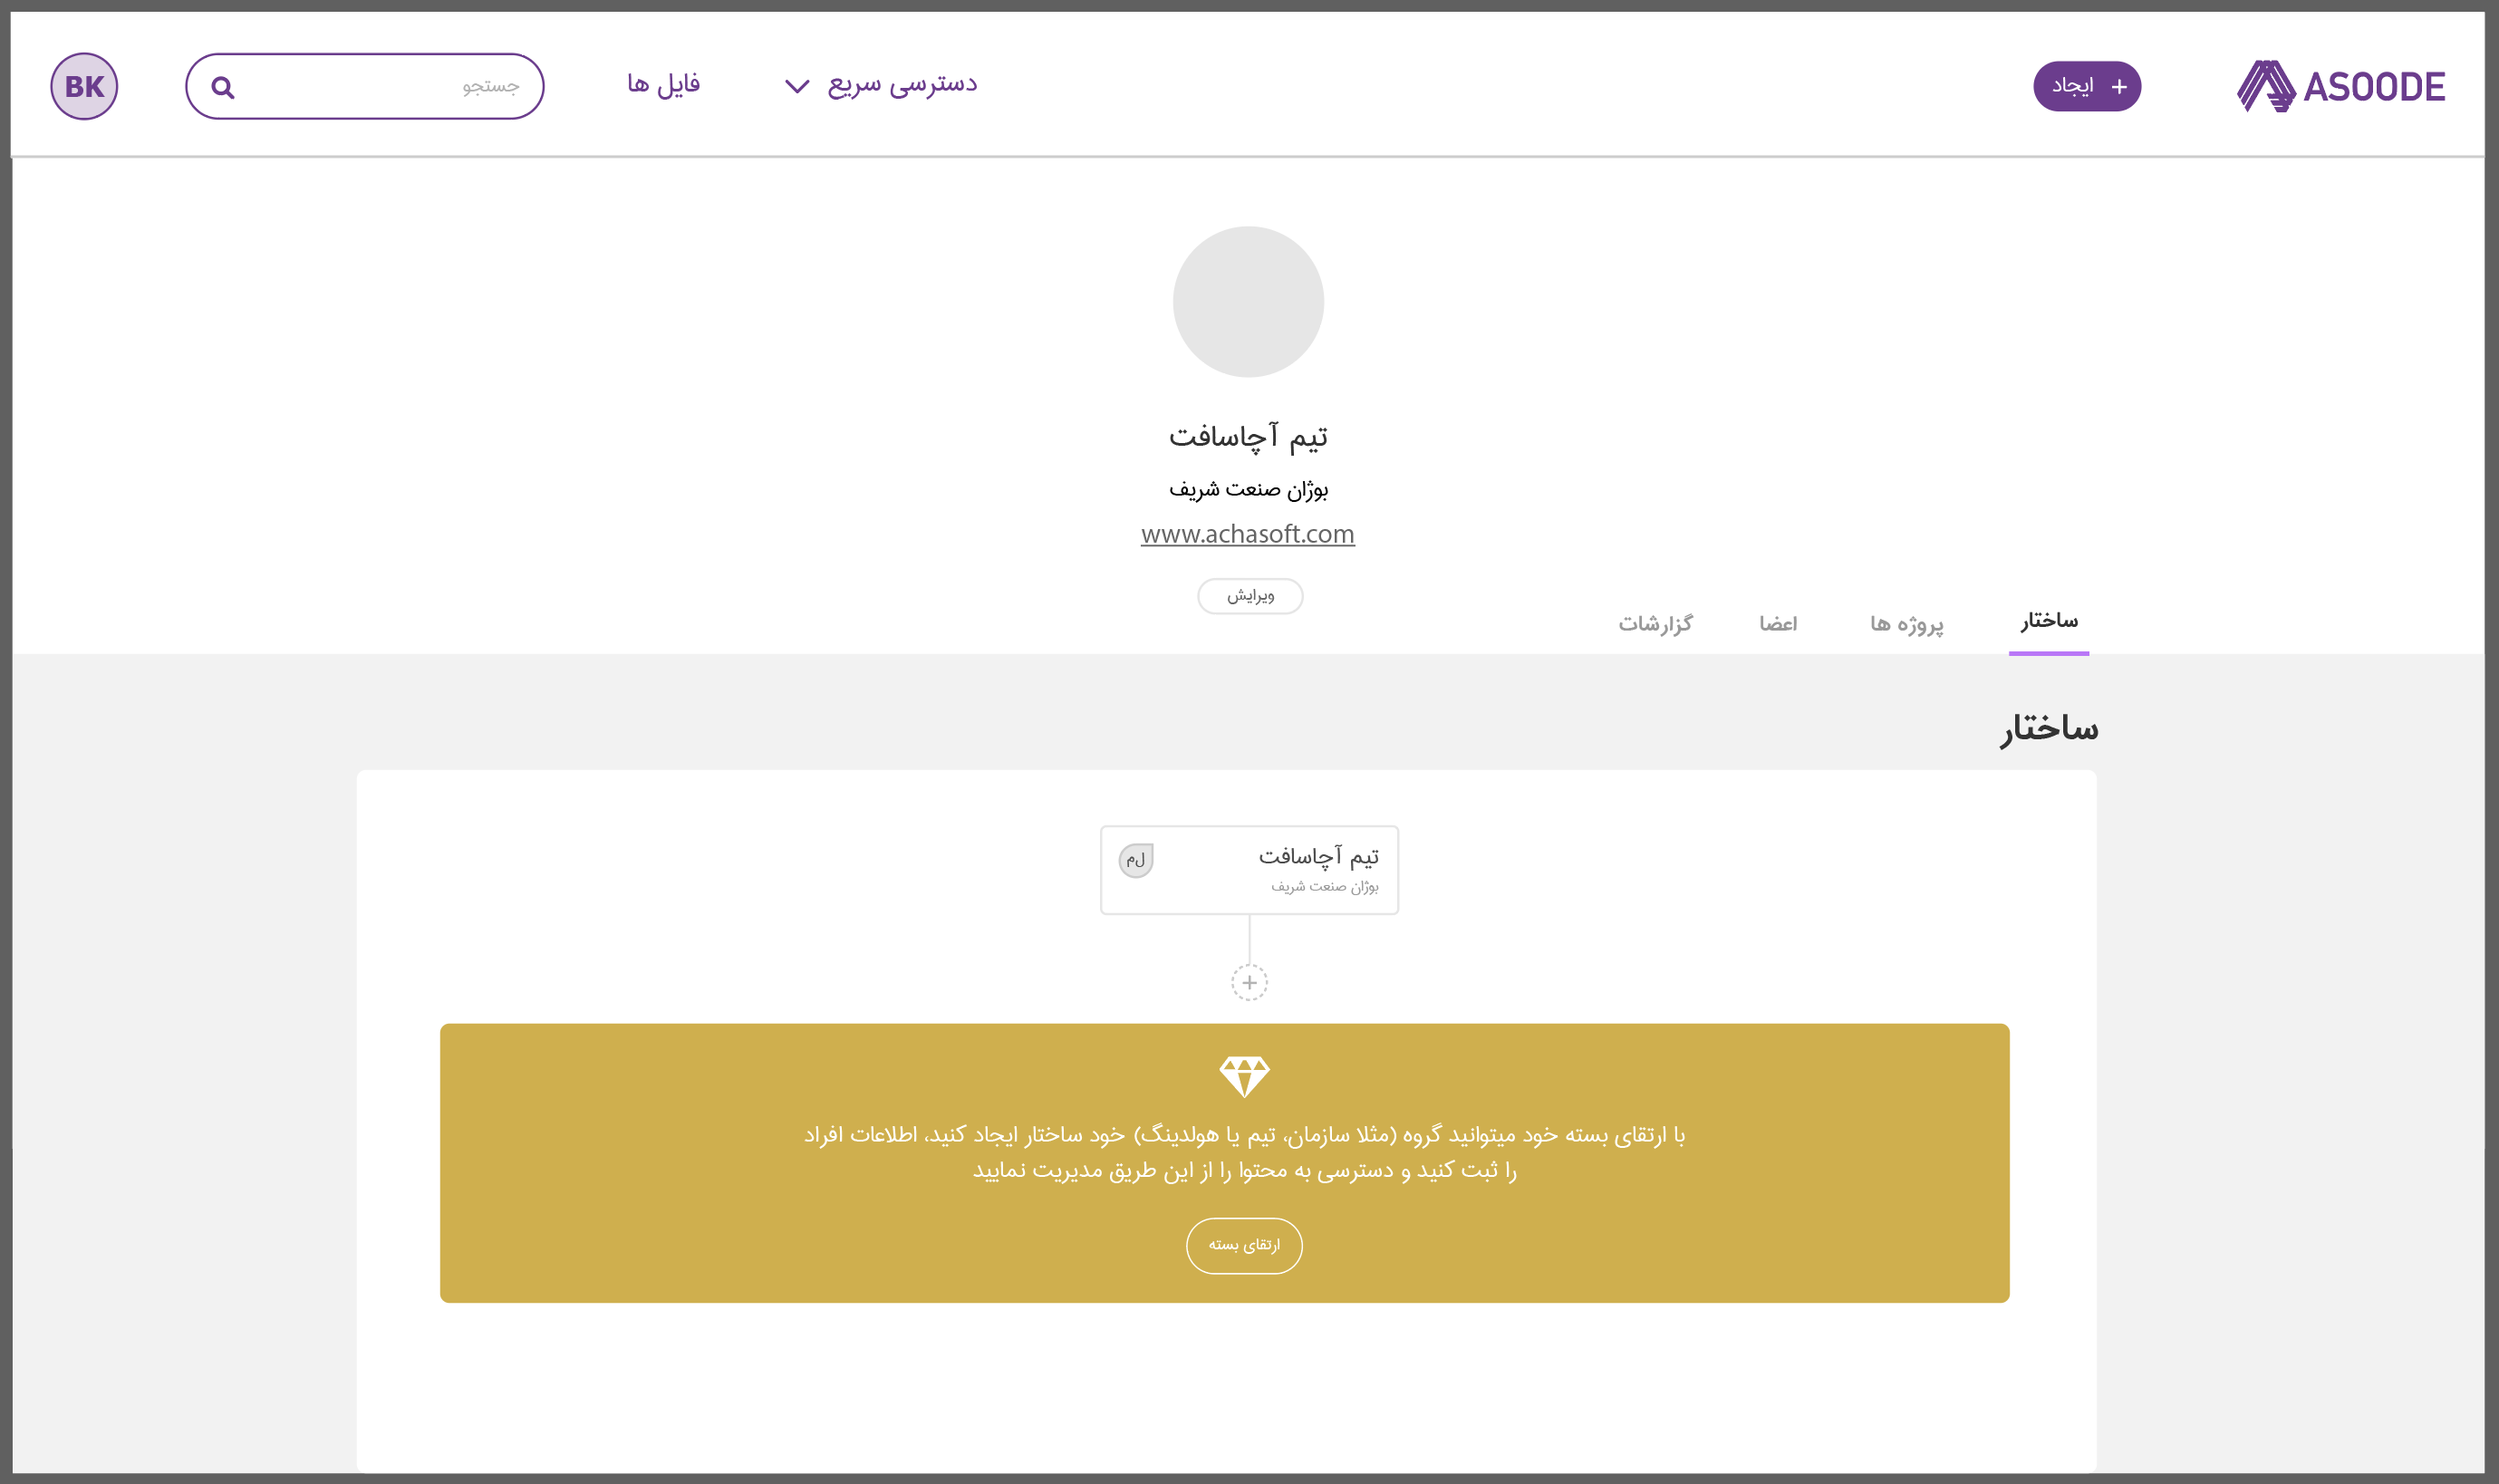 ASOODE
+ ایجاد
دسترسی سریع
فایل ها
جستجو
BK
تیم آچاسافت
بوژان صنعت شریف
www.achasoft.com
ویرایش
ساختار
پروژه ها
اعضا
گزارشات
ساختار
تیم آچاسافت
بوژان صنعت شریف
ل‌م
+
با ارتقای بسته خود میتوانید گروه (مثلا سازمان، تیم یا هولدینگ) خود ساختار ایجاد کنید، اطلاعات افراد
را ثبت کنید و دسترسی به محتوا را از این طریق مدیریت نمایید
ارتقای بسته